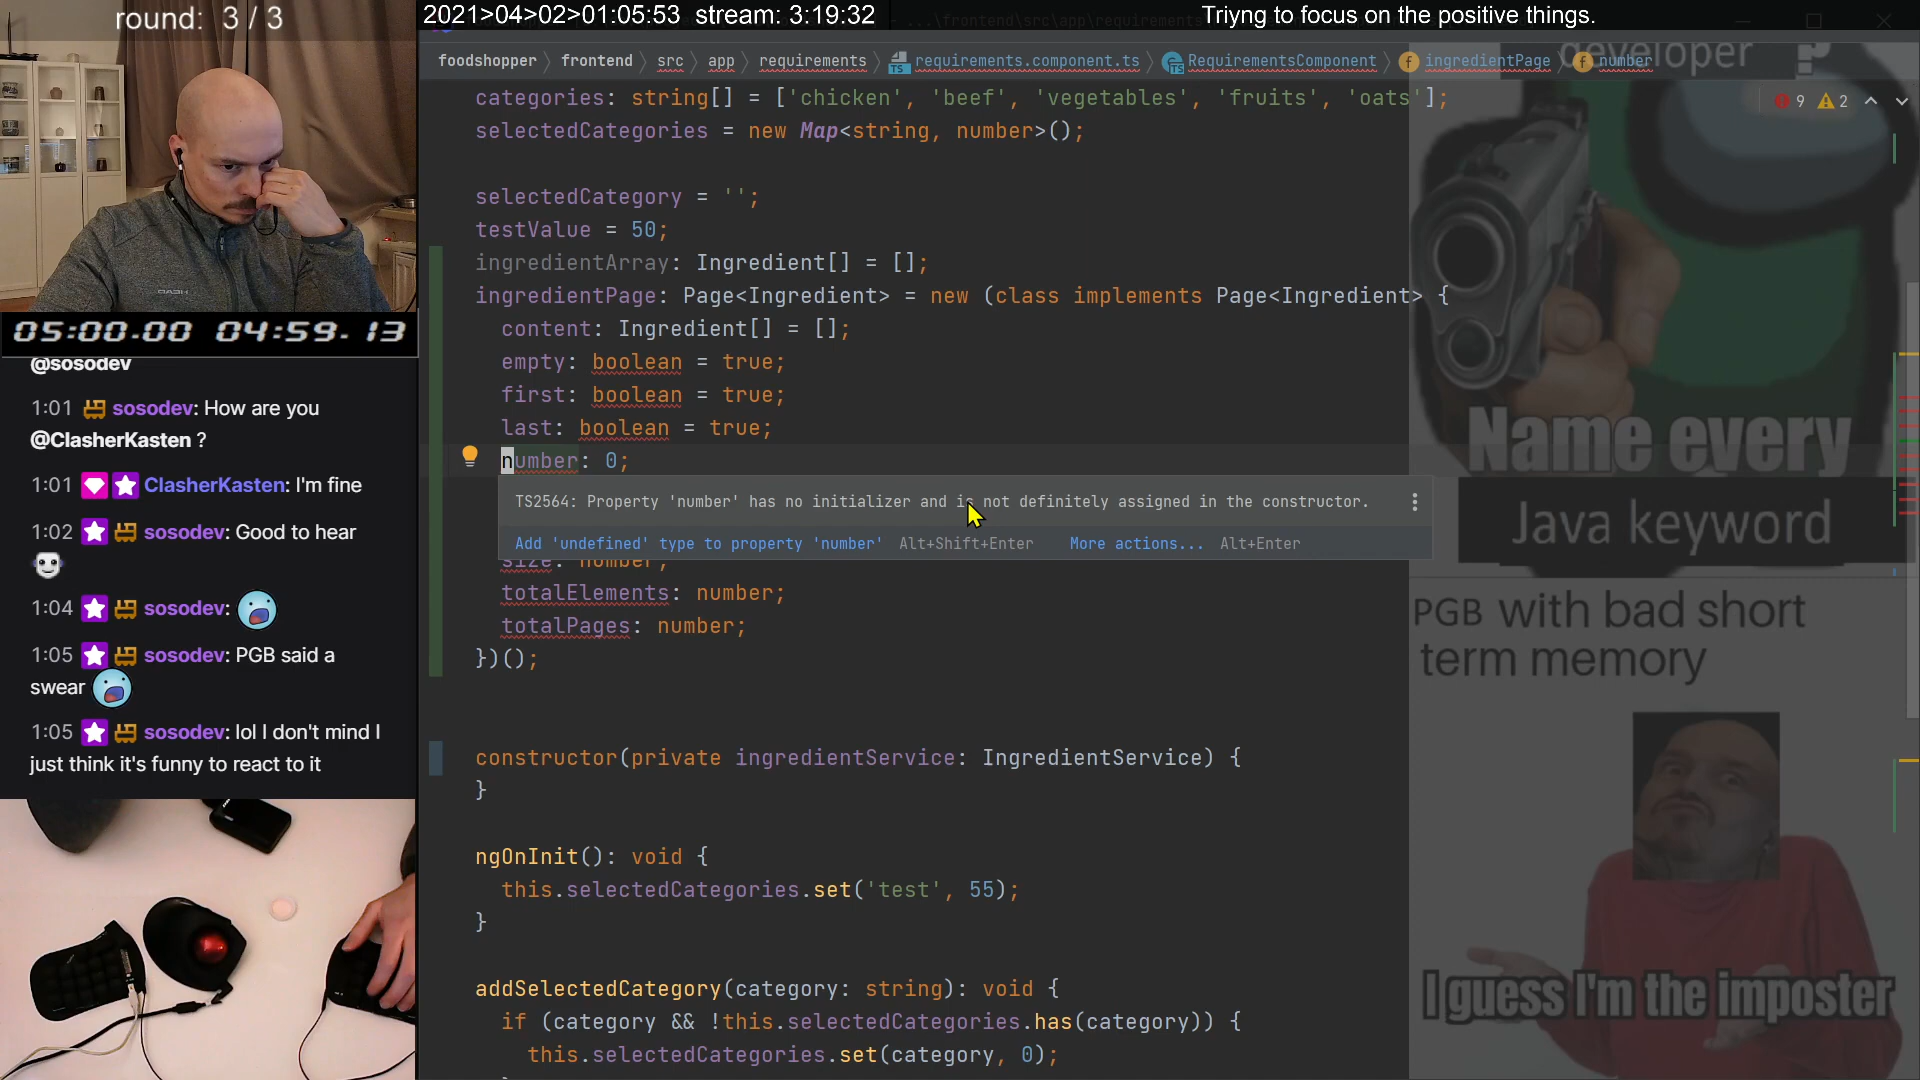 round: 3 / 3
2021>04>02>01:05:53 stream: 3:19:32
Triyng to focus on the positive things.
foodshopper
frontend
src
app
requirements
requirements.component.ts
RequirementsComponent
ingredientPage
number
categories: string[] = ['chicken', 'beef', 'vegetables', 'fruits', 'oats'];
9 2
selectedCategories = new Map<string, number>();
selectedCategory = '';
testValue = 50;
ingredientArray: Ingredient[] = [];
ingredientPage: Page<Ingredient> = new (class implements Page<Ingredient> {
content: Ingredient[] = [];
empty: boolean = true;
first: boolean = true;
last: boolean = true;
number: 0;
TS2564: Property 'number' has no initializer and is not definitely assigned in the constructor.
Add 'undefined' type to property 'number' Alt+Shift+Enter More actions... Alt+Enter
size: number;
totalElements: number;
totalPages: number;
})();
constructor(private ingredientService: IngredientService) {
}
ngOnInit(): void {
this.selectedCategories.set('test', 55);
}
addSelectedCategory(category: string): void {
if (category && !this.selectedCategories.has(category)) {
this.selectedCategories.set(category, 0);
05:00.00 04:59.13
@sosodev
1:01 sosodev: How are you
@ClasherKasten ?
1:01 ClasherKasten: I'm fine
1:02 sosodev: Good to hear
1:04 sosodev:
1:05 sosodev: PGB said a
swear
1:05 sosodev: lol I don't mind I
just think it's funny to react to it
developer
?
Name every
Java keyword
PGB with bad short
term memory
I guess I'm the imposter